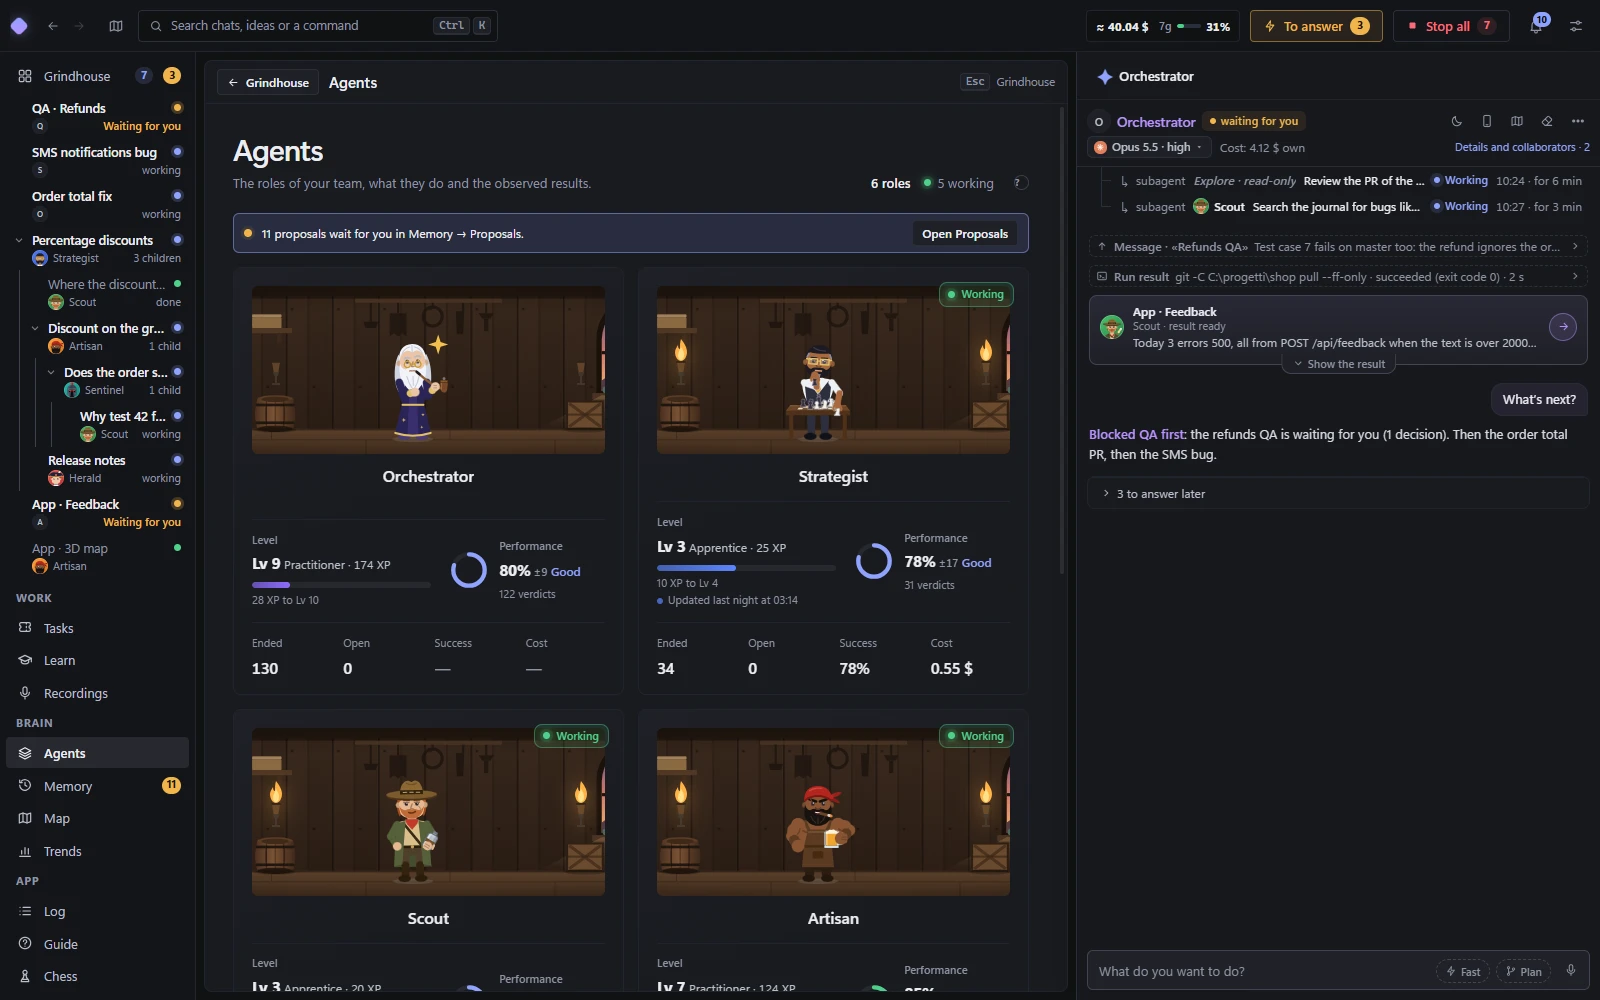 Search chats, ideas or a command
Ctrl K
≈ 40.04 $ 7g 31%
To answer 3
Stop all 7
10
Grindhouse 7 3
QA · Refunds
Q Waiting for you
SMS notifications bug
S working
Order total fix
O working
Percentage discounts
Strategist 3 children
Where the discount...
Scout done
Discount on the gr...
Artisan 1 child
Does the order s...
Sentinel 1 child
Why test 42 f...
Scout working
Release notes
Herald working
App · Feedback
A Waiting for you
App · 3D map
Artisan
WORK
Tasks
Learn
Recordings
BRAIN
Agents
Memory 11
Map
Trends
APP
Log
Guide
Chess
← Grindhouse
Agents
Esc Grindhouse
Agents
The roles of your team, what they do and the observed results.
6 roles 5 working ?
11 proposals wait for you in Memory → Proposals.
Open Proposals
Orchestrator
Level
Lv 9 Practitioner · 174 XP
28 XP to Lv 10
Performance
80% ±9 Good
122 verdicts
Ended Open Success Cost
130 0 — —
Working
Strategist
Level
Lv 3 Apprentice · 25 XP
10 XP to Lv 4
Updated last night at 03:14
Performance
78% ±17 Good
31 verdicts
Ended Open Success Cost
34 0 78% 0.55 $
Working
Scout
Level
Lv 3 Apprentice · 20 XP
Performance
Working
Artisan
Level
Lv 7 Practitioner · 124 XP
Performance
Orchestrator
O Orchestrator waiting for you
Opus 5.5 · high
Cost: 4.12 $ own
Details and collaborators · 2
↳ subagent Explore · read-only Review the PR of the ... Working 10:24 · for 6 min
↳ subagent Scout Search the journal for bugs lik... Working 10:27 · for 3 min
Message · «Refunds QA» Test case 7 fails on master too: the refund ignores the or...
Run result git -C C:\progetti\shop pull --ff-only · succeeded (exit code 0) · 2 s
App · Feedback
Scout · result ready
Today 3 errors 500, all from POST /api/feedback when the text is over 2000...
Show the result
What's next?
Blocked QA first: the refunds QA is waiting for you (1 decision). Then the order total
PR, then the SMS bug.
3 to answer later
What do you want to do?
Fast
Plan